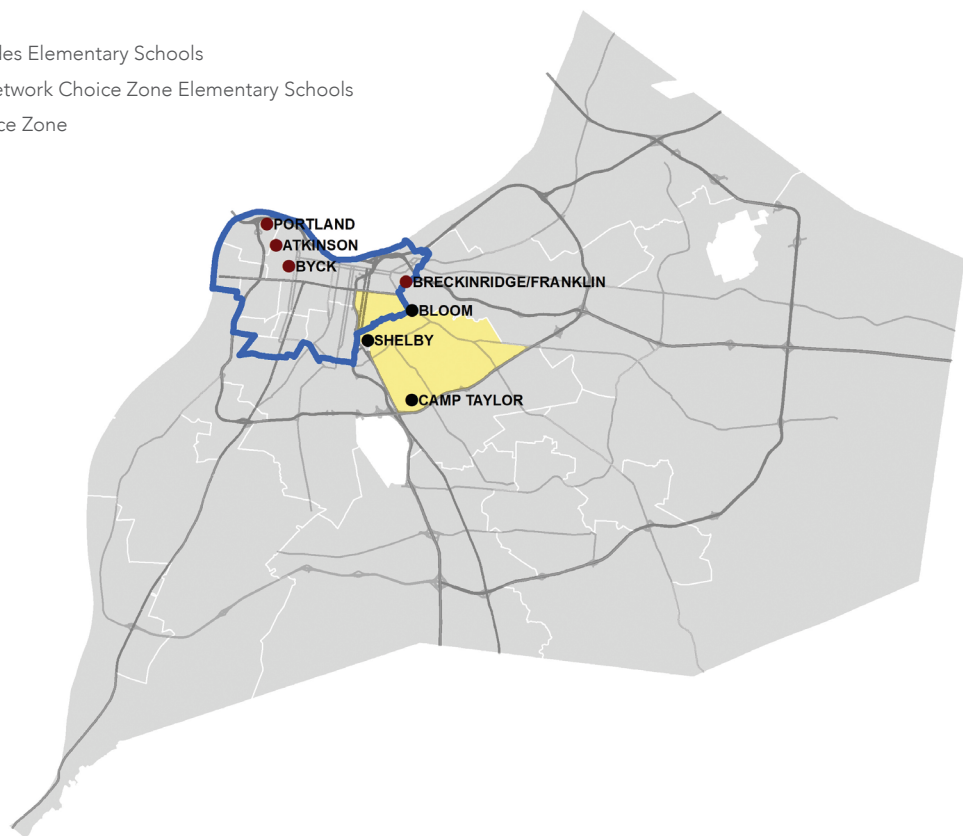 les Elementary Schools
etwork Choice Zone Elementary Schools
ce Zone
PORTLAND
ATKINSON
BYCK
BRECKINRIDGE/FRANKLIN
BLOOM
SHELBY
CAMP TAYLOR